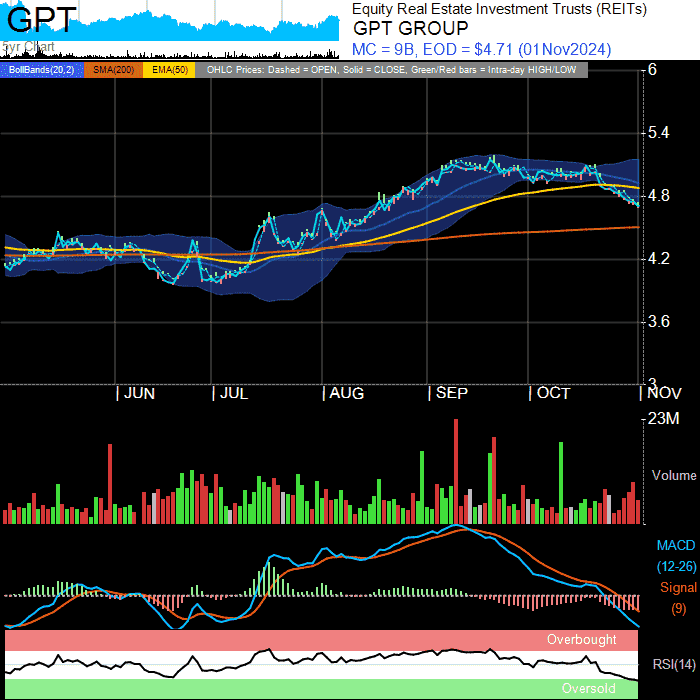 GPT
5yr Chart
Equity Real Estate Investment Trusts (REITs)
GPT GROUP
MC = 9B, EOD = $4.71 (01Nov2024)
BollBands(20,2) SMA(200) EMA(50) OHLC Prices: Dashed = OPEN, Solid = CLOSE, Green/Red bars = Intra-day HIGH/LOW
6
5.4
4.8
4.2
3.6
3
| JUN | JUL | AUG | SEP | OCT | NOV
23M
Volume
MACD
(12-26)
Signal
(9)
Overbought
RSI(14)
Oversold